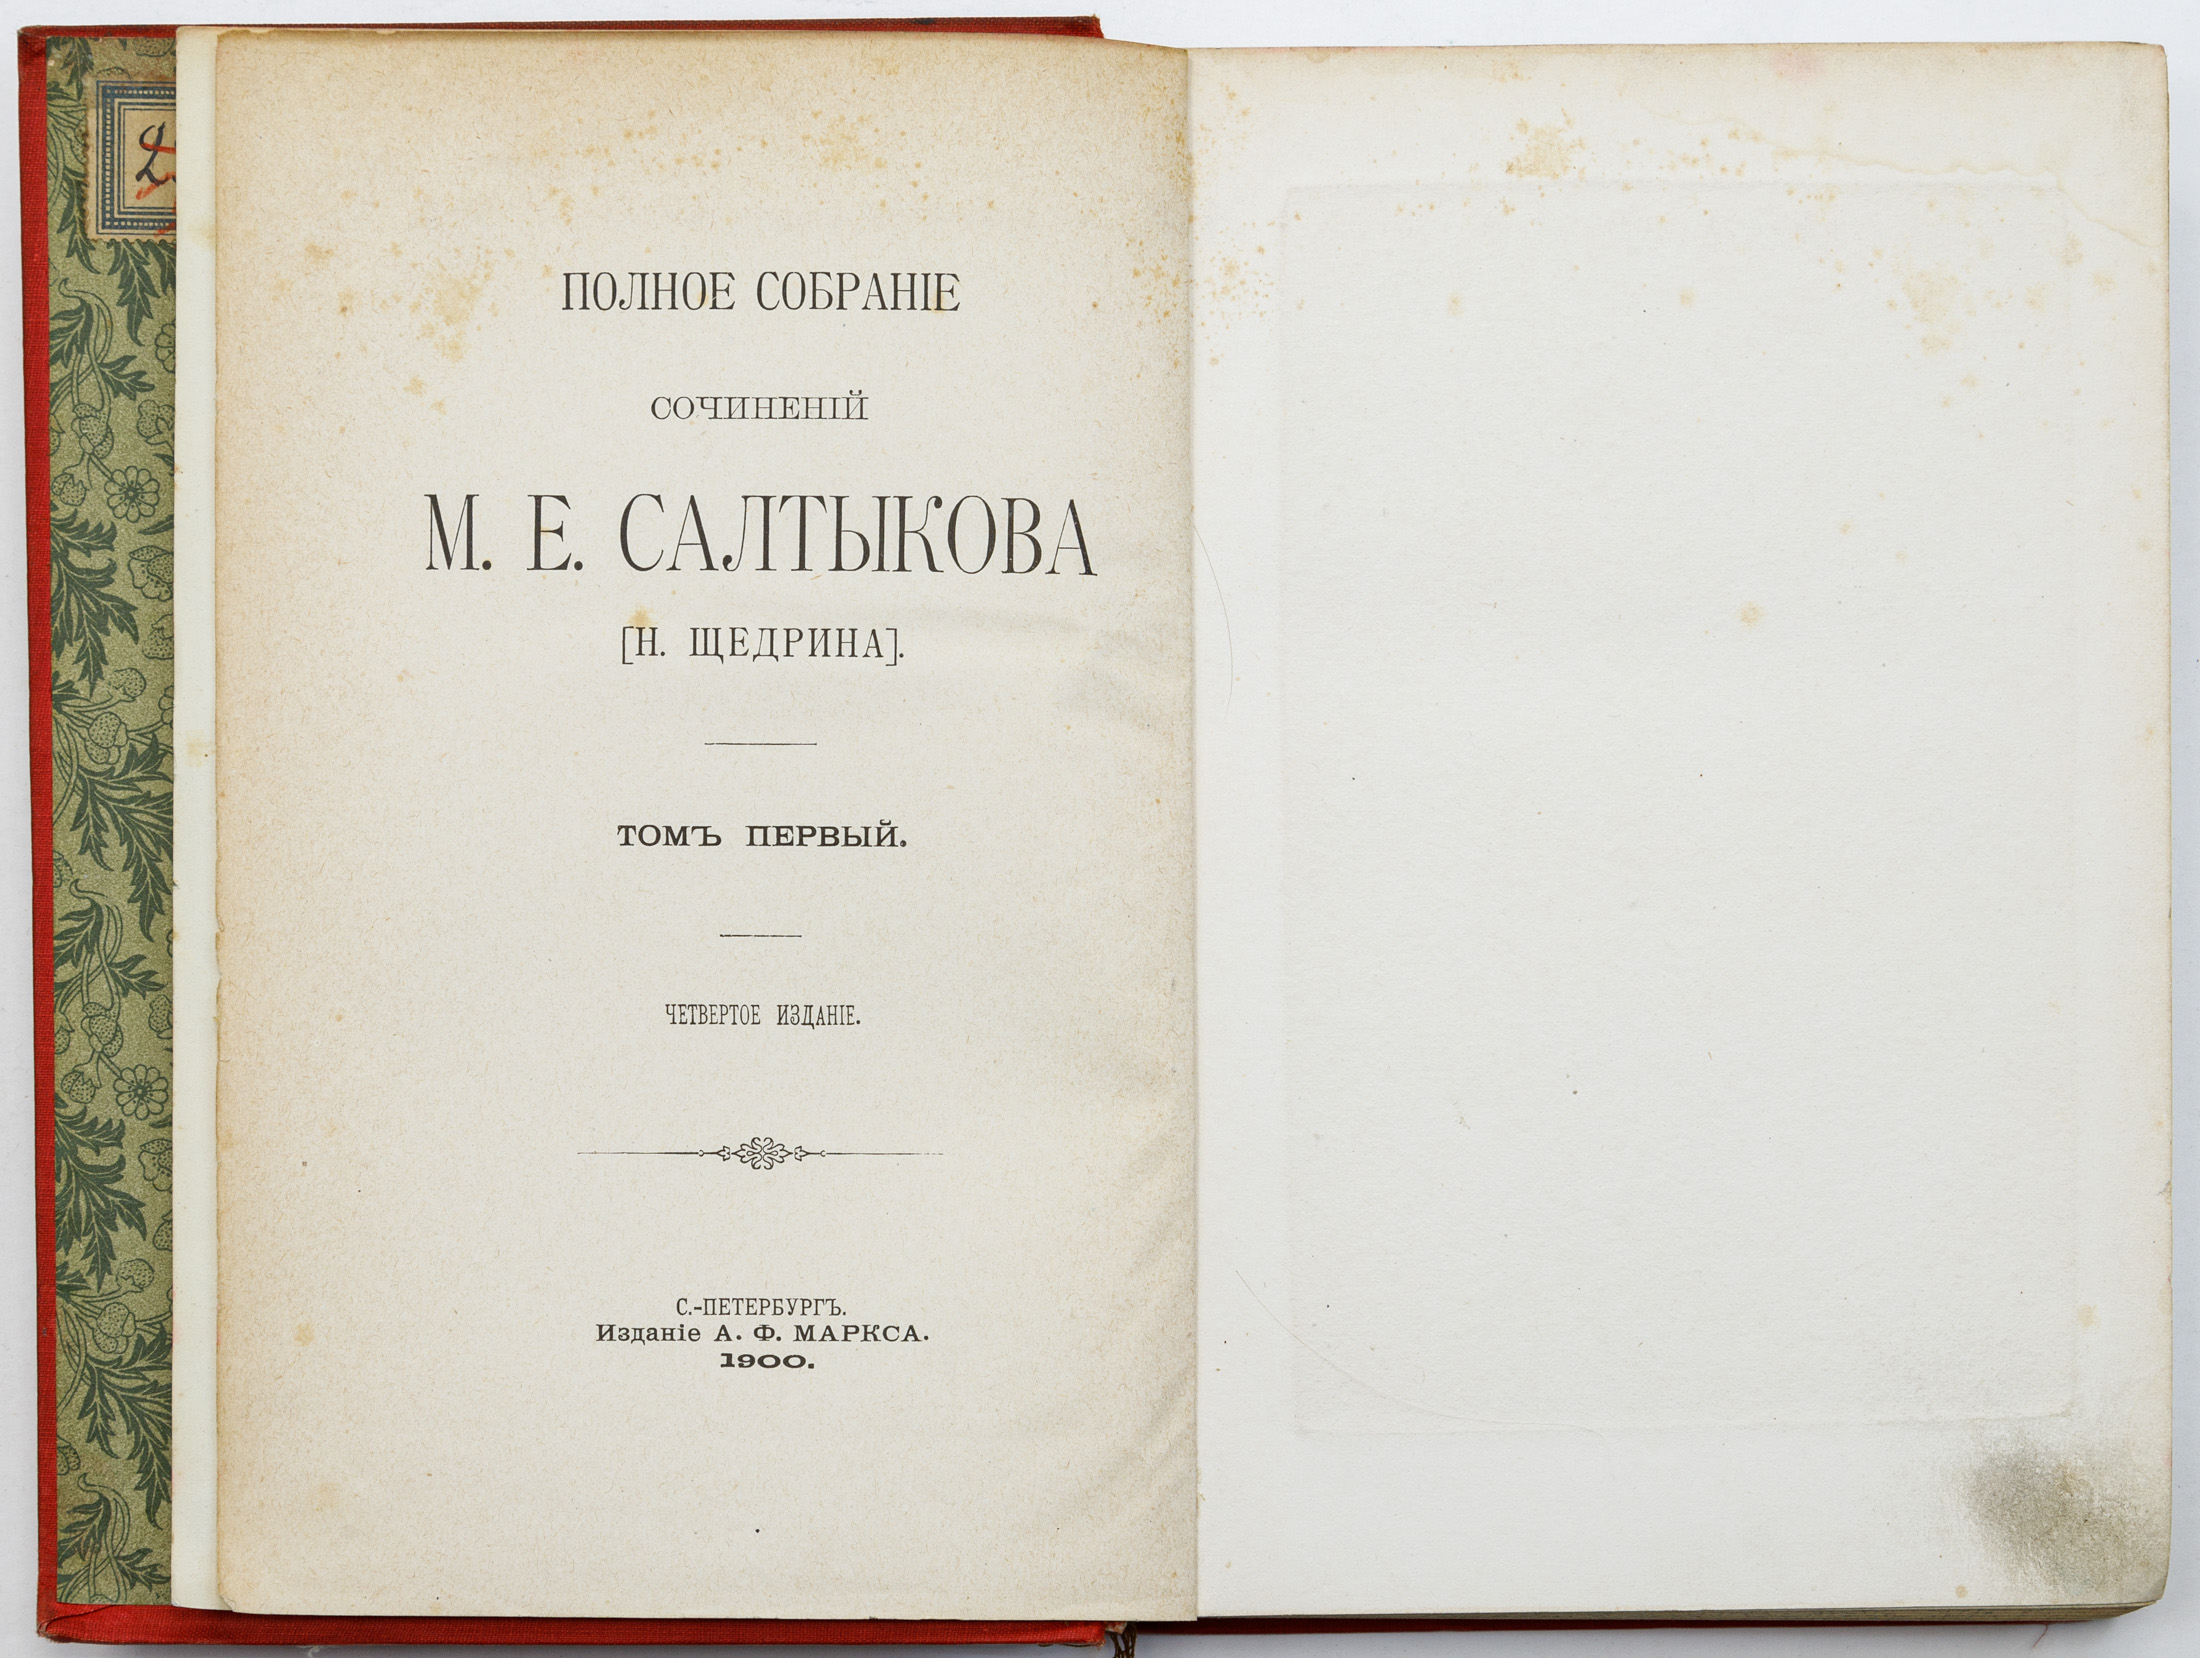 ПОЛНОЕ СОБРАНІЕ
СОЧИНЕНІЙ
М. Е. САЛТЫКОВА
[Н. ЩЕДРИНА].
ТОМЪ ПЕРВЫЙ.
ЧЕТВЕРТОЕ ИЗДАНІЕ.
С.-ПЕТЕРБУРГЪ.
Изданіе А. Ф. МАРКСА.
1900.